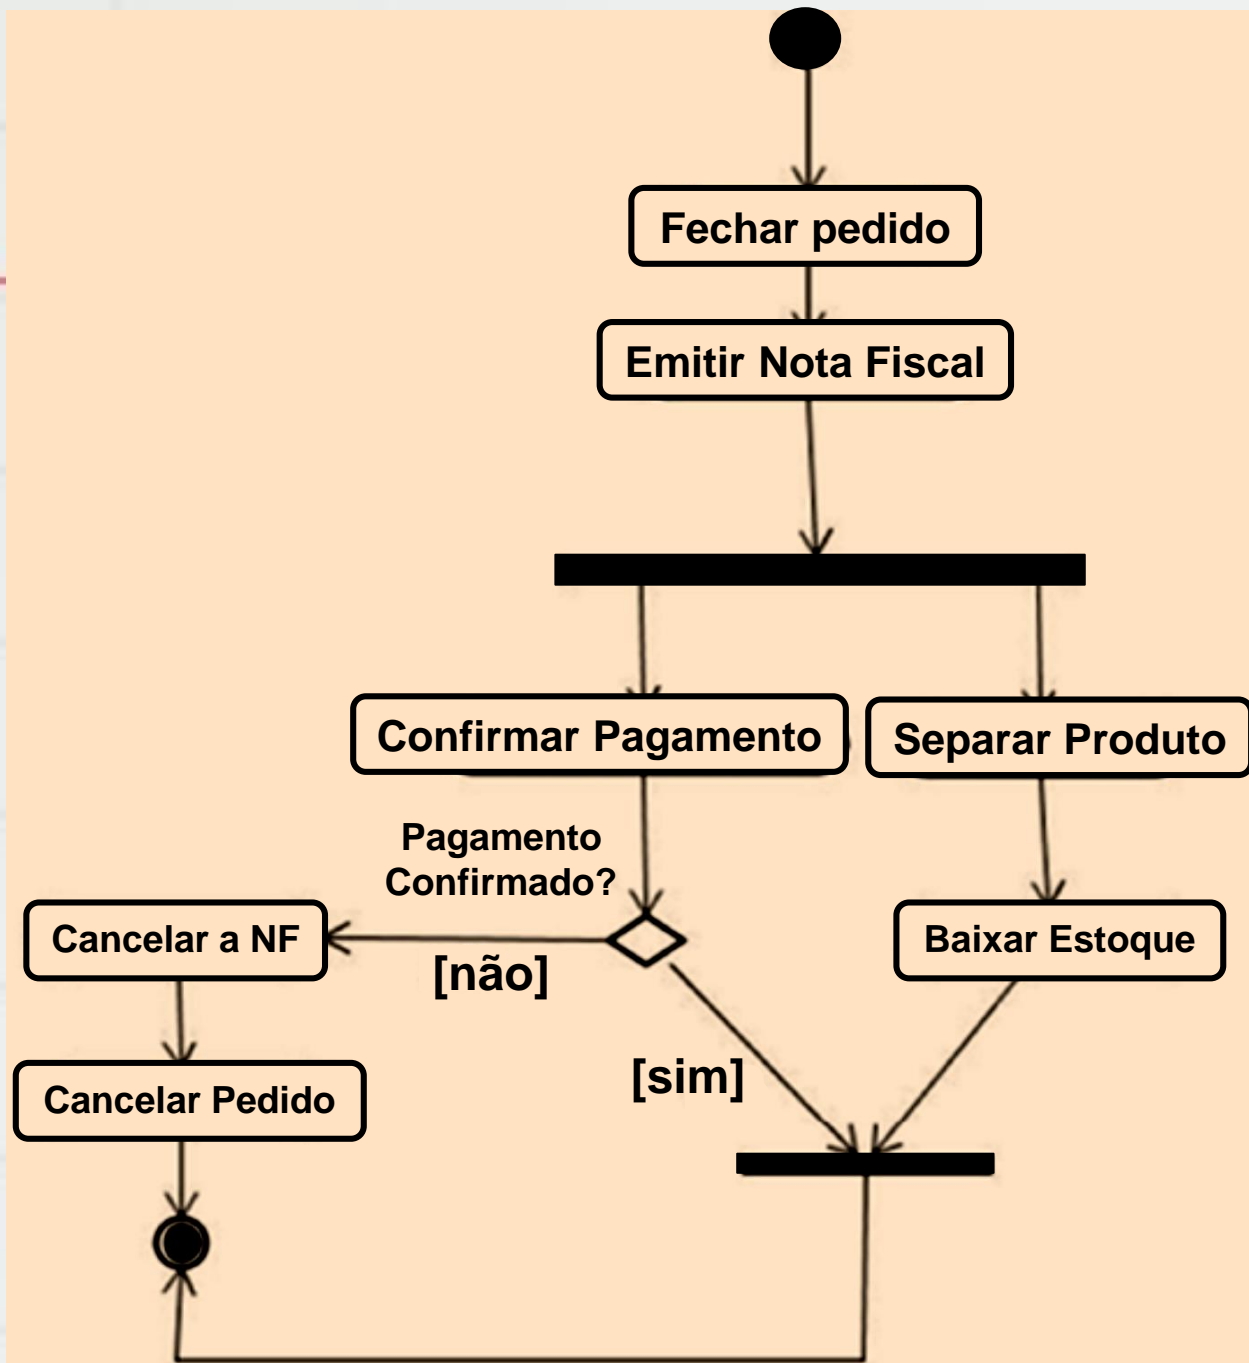 Fechar pedido
Emitir Nota Fiscal
Confirmar Pagamento
Separar Produto
Pagamento
Confirmado?
Cancelar a NF
[não]
Baixar Estoque
[sim]
Cancelar Pedido